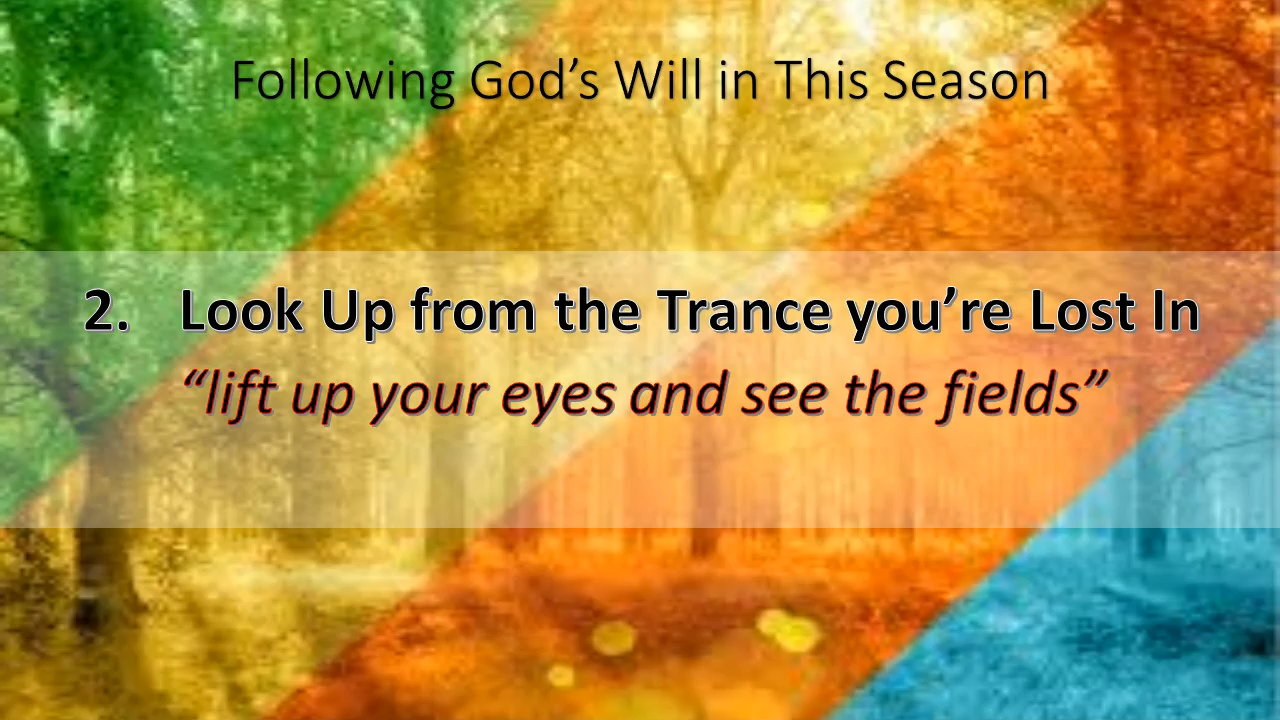 Following God’s Will in This Season
2. Look Up from the Trance you’re Lost In
“lift up your eyes and see the fields”